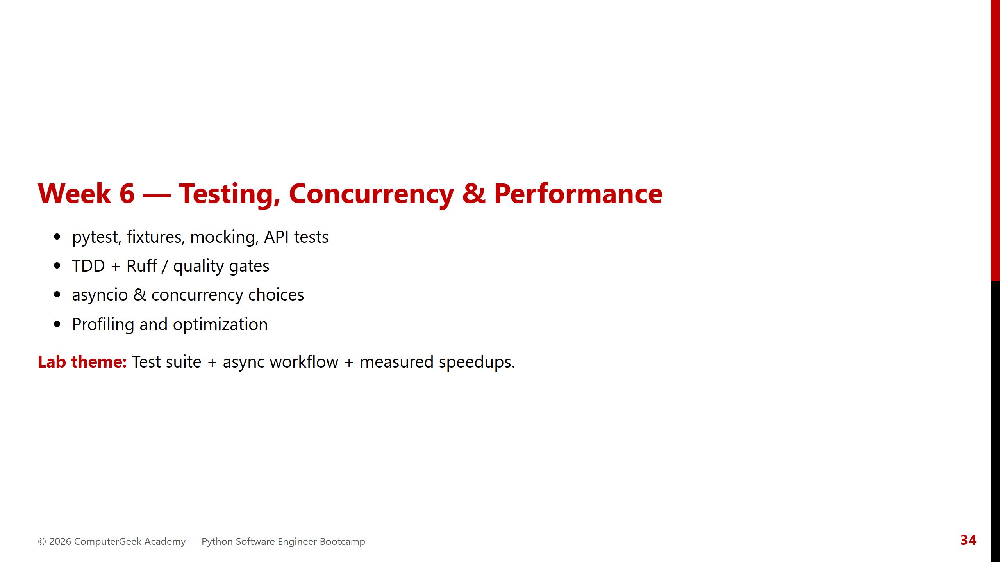 Week 6 — Testing, Concurrency & Performance
• pytest, fixtures, mocking, API tests
• TDD + Ruff / quality gates
• asyncio & concurrency choices
• Profiling and optimization
Lab theme: Test suite + async workflow + measured speedups.
© 2026 ComputerGeek Academy — Python Software Engineer Bootcamp
34